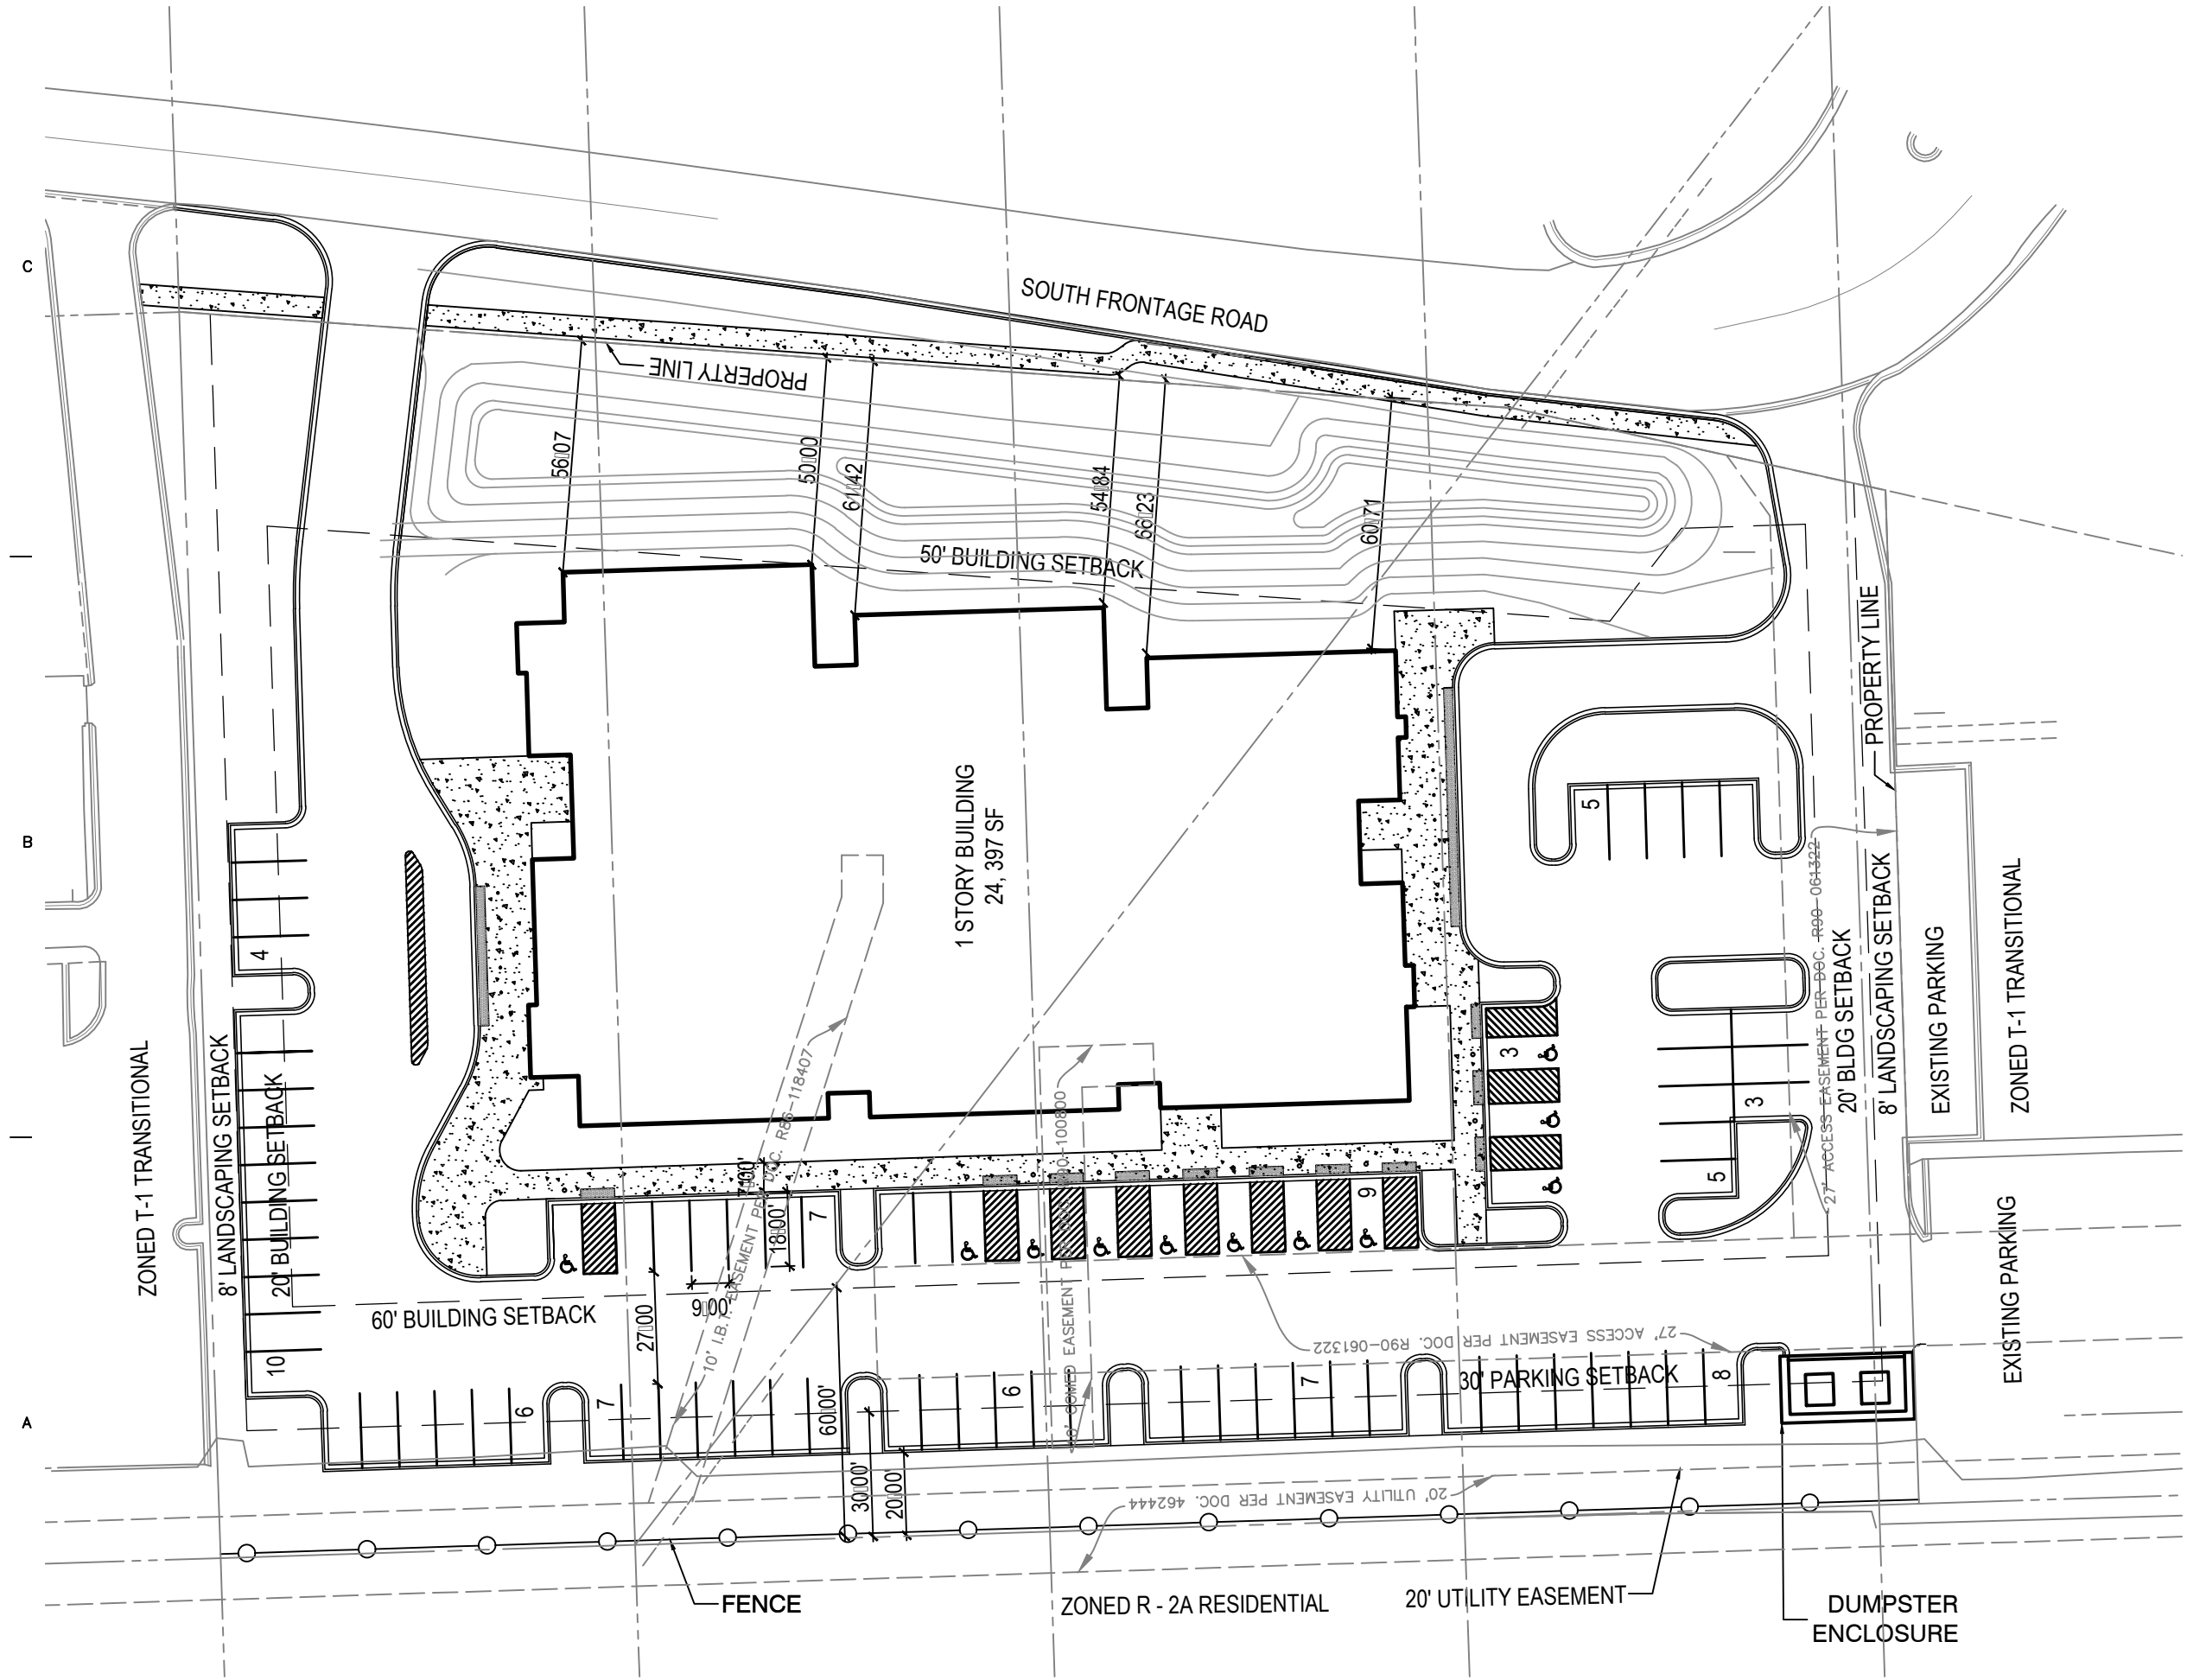 C
SOUTH FRONTAGE ROAD
PROPERTY LINE
56▯07
50▯00
61▯42
54▯84
66▯23
60▯71
50' BUILDING SETBACK
PROPERTY LINE
B
1 STORY BUILDING
24, 397 SF
5
4
3
3
5
ZONED T-1 TRANSITIONAL
8' LANDSCAPING SETBACK
20' BUILDING SETBACK
10' I.B.T. EASEMENT PER DOC. R86-118407
27' ACCESS EASEMENT PER DOC. R90-061322
20' BLDG SETBACK
8' LANDSCAPING SETBACK
EXISTING PARKING
ZONED T-1 TRANSITIONAL
7▯00'
18▯00'
7
9
9▯00'
27▯00
60' BUILDING SETBACK
10
27' ACCESS EASEMENT PER DOC. R90-061322
30' PARKING SETBACK
EXISTING PARKING
A
6
7
6
7
8
60▯00'
30▯00'
20▯00'
20' UTILITY EASEMENT PER DOC. 462444
FENCE
ZONED R - 2A RESIDENTIAL
20' UTILITY EASEMENT
DUMPSTER
ENCLOSURE